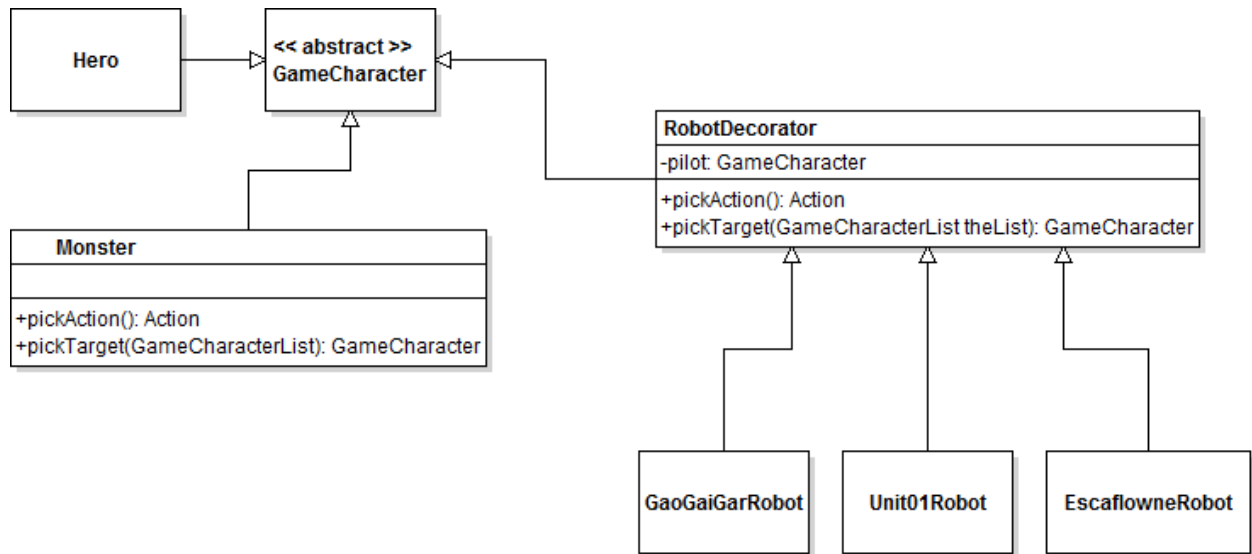 Hero
<< abstract >>
GameCharacter
RobotDecorator
-pilot: GameCharacter
+pickAction(): Action
+pickTarget(GameCharacterList theList): GameCharacter
Monster
+pickAction(): Action
+pickTarget(GameCharacterList): GameCharacter
GaoGaiGarRobot
Unit01Robot
EscaflowneRobot